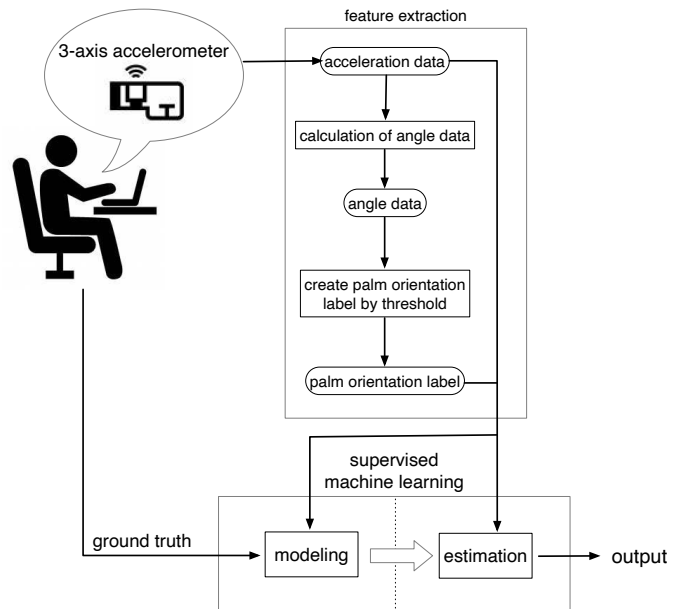 feature extraction
3-axis accelerometer
acceleration data
calculation of angle data
angle data
create palm orientation
label by threshold
palm orientation label
supervised
machine learning
ground truth
modeling
estimation
output